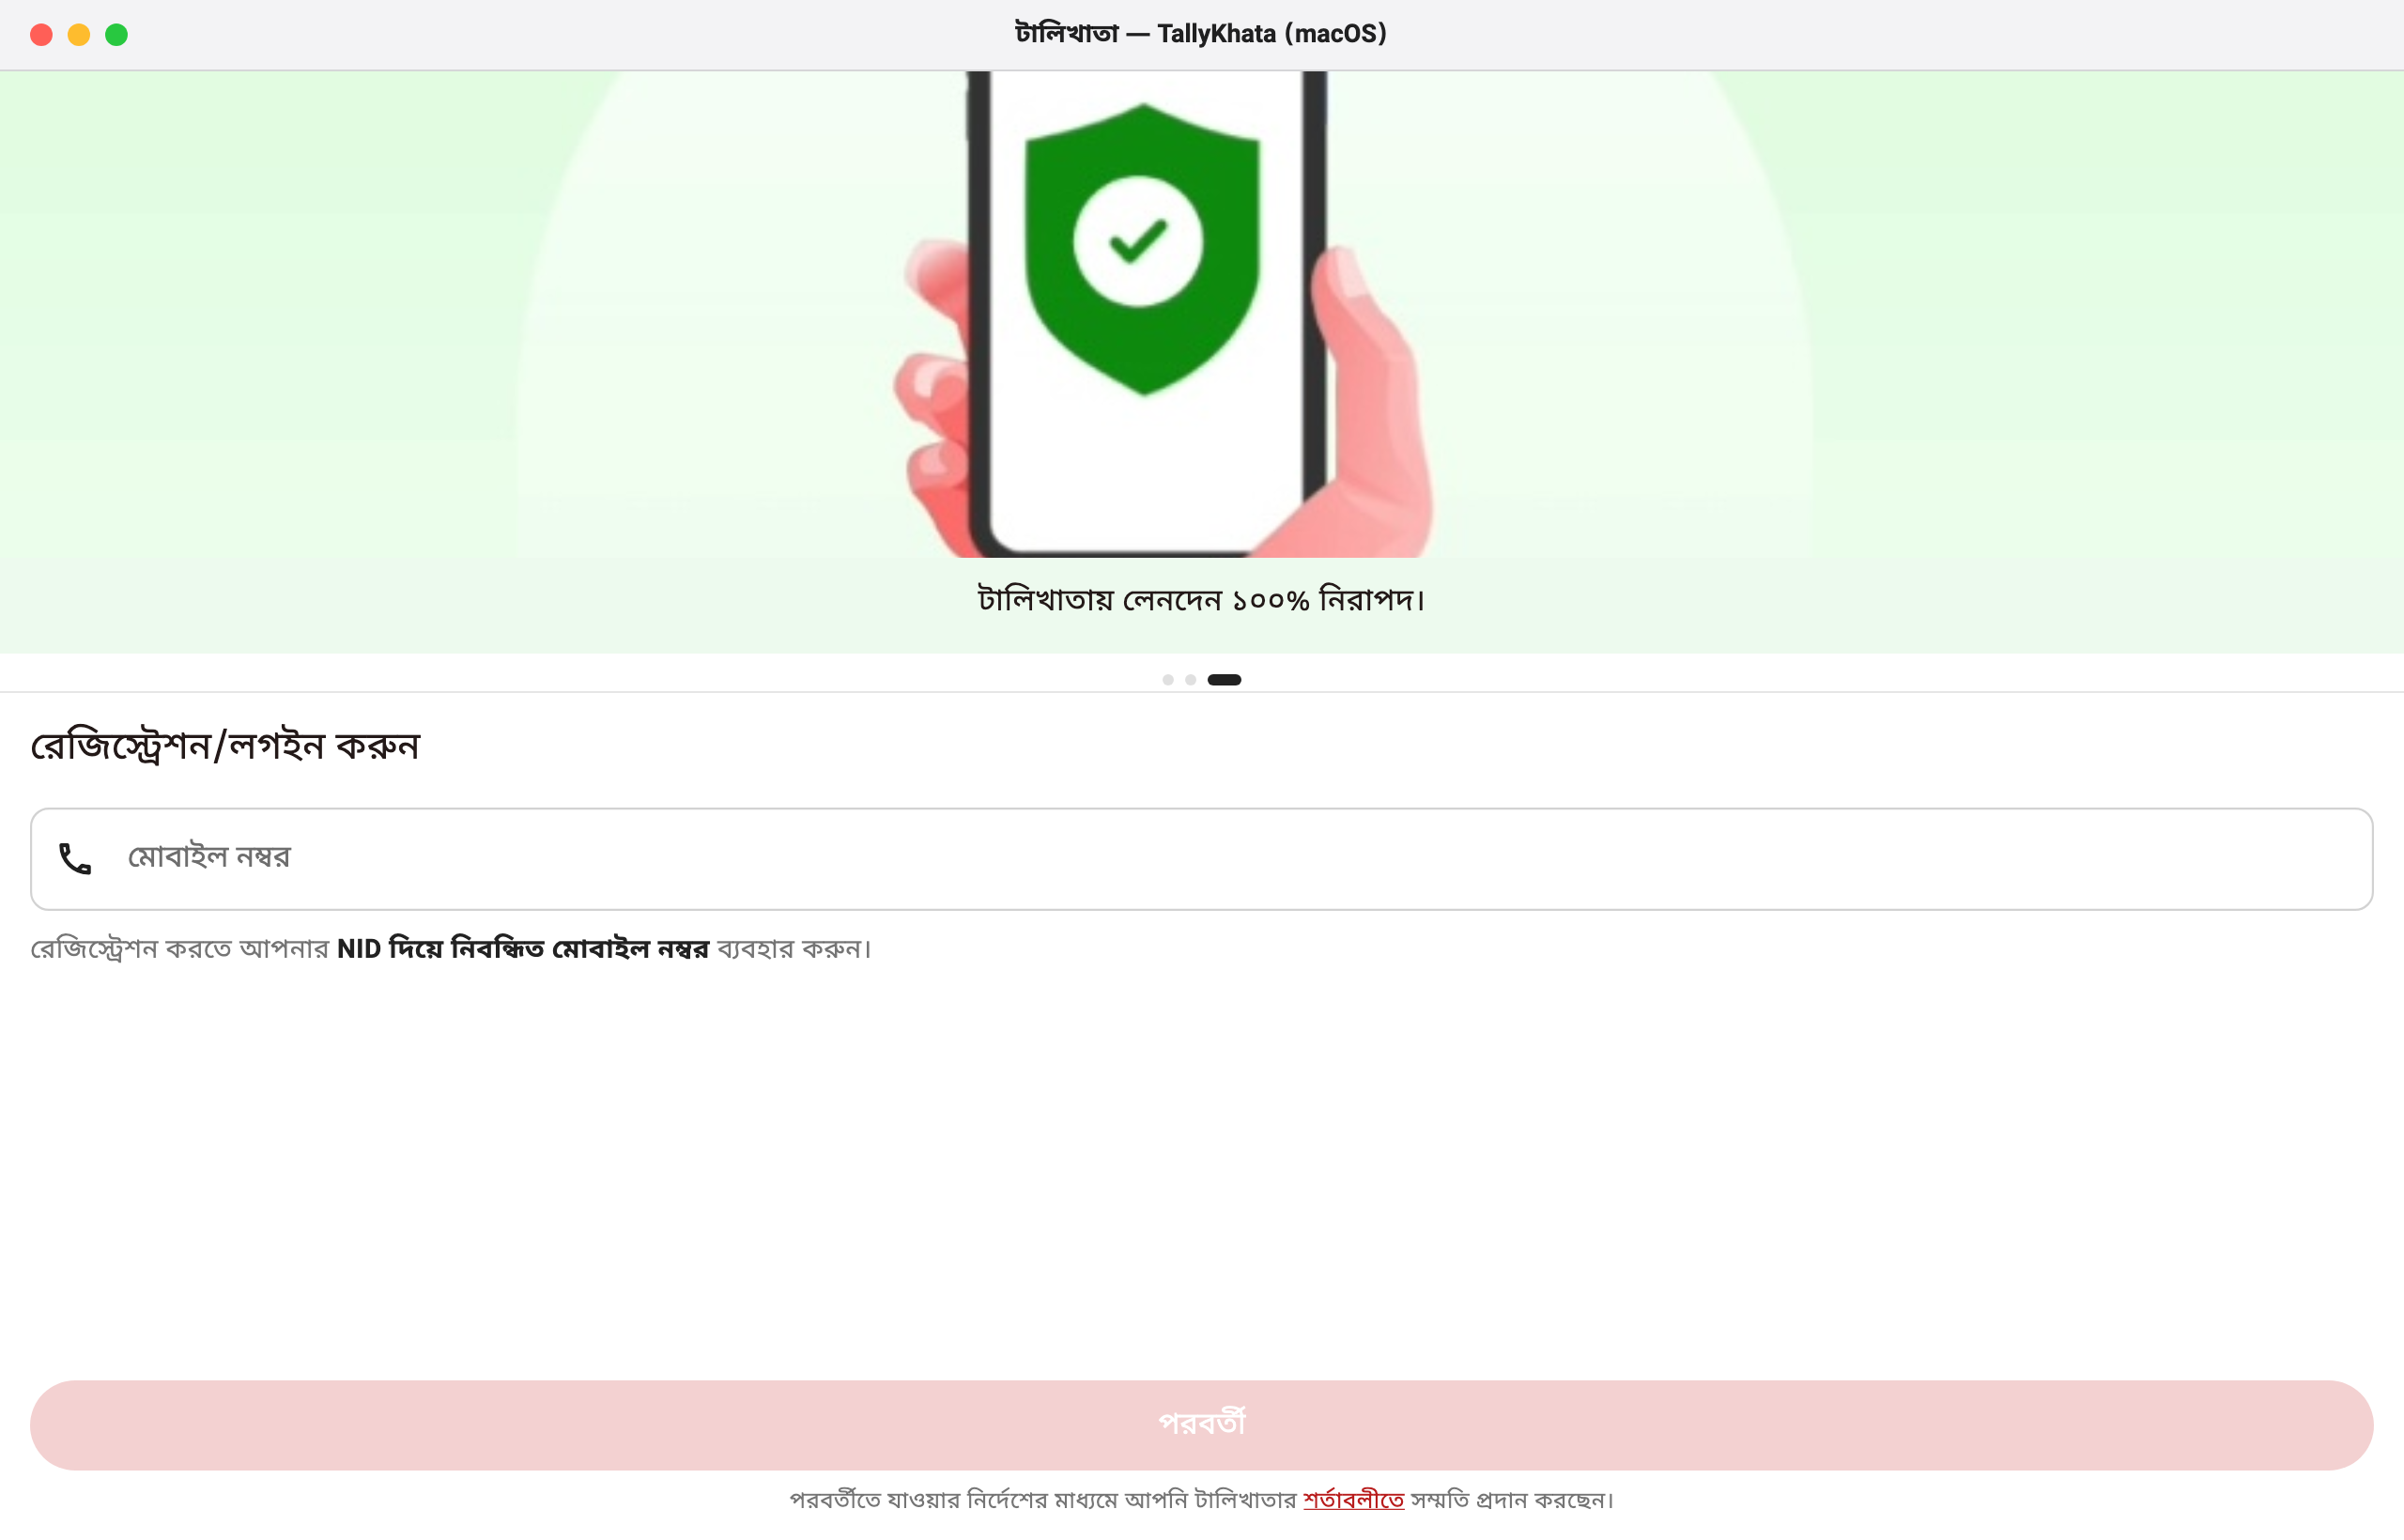 টালিখাতা — TallyKhata (macOS)
টালিখাতায় লেনদেন ১০০% নিরাপদ।
রেজিস্ট্রেশন/লগইন করুন
মোবাইল নম্বর
রেজিস্ট্রেশন করতে আপনার NID দিয়ে নিবন্ধিত মোবাইল নম্বর ব্যবহার করুন।
পরবর্তী
পরবর্তীতে যাওয়ার নির্দেশের মাধ্যমে আপনি টালিখাতার শর্তাবলীতে সম্মতি প্রদান করছেন।